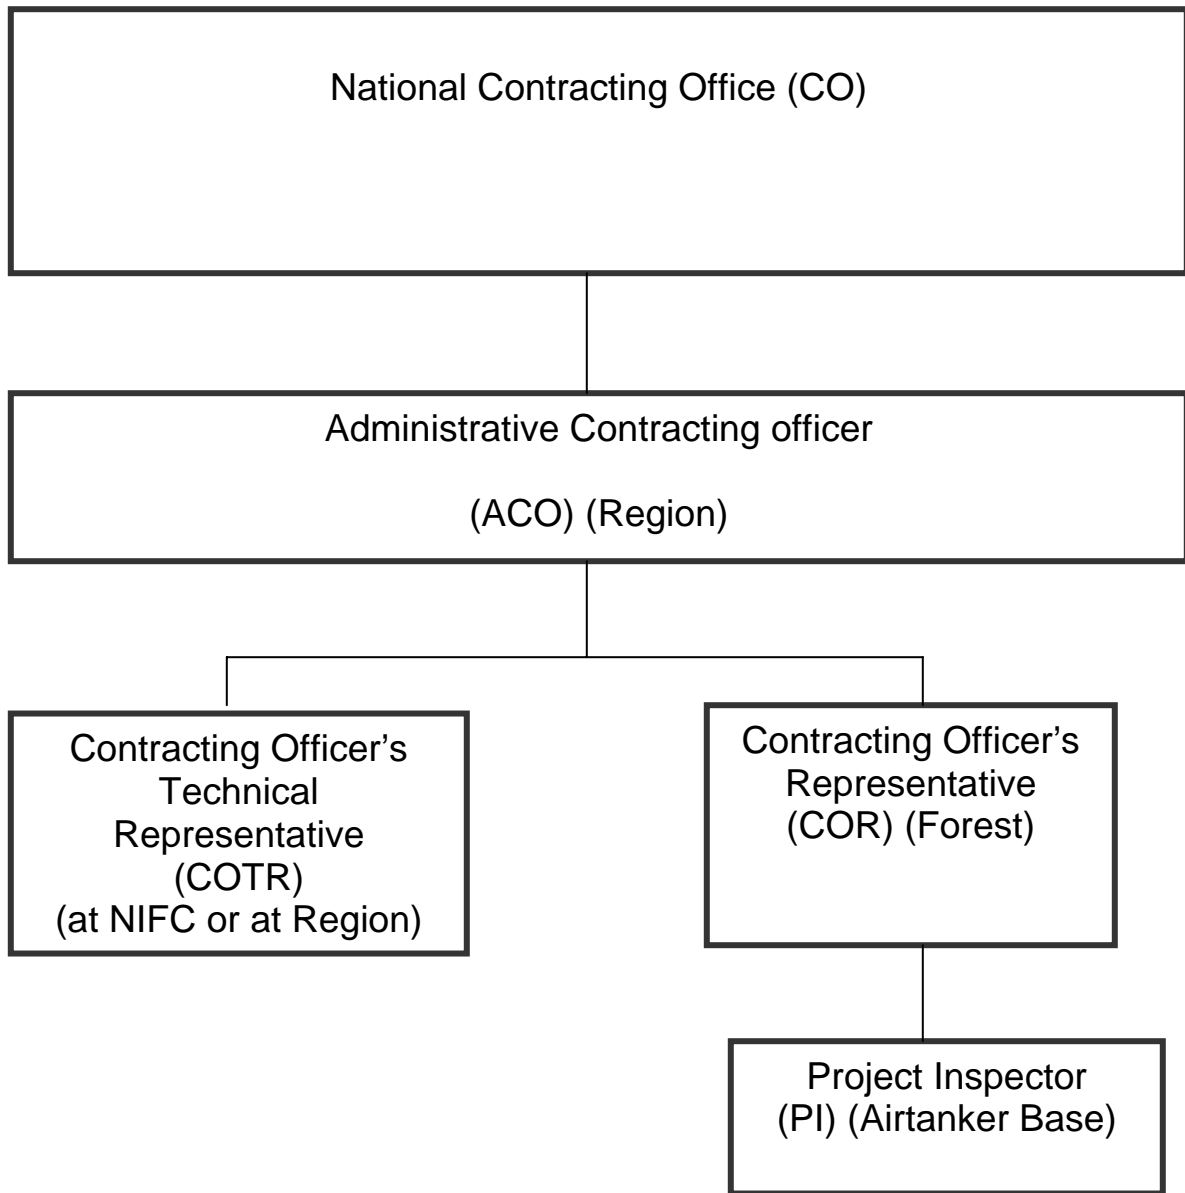 National Contracting Office (CO)
Administrative Contracting officer
(ACO) (Region)
Contracting Officer’s
Technical
Representative
(COTR)
(at NIFC or at Region)
Contracting Officer’s
Representative
(COR) (Forest)
Project Inspector
(PI) (Airtanker Base)